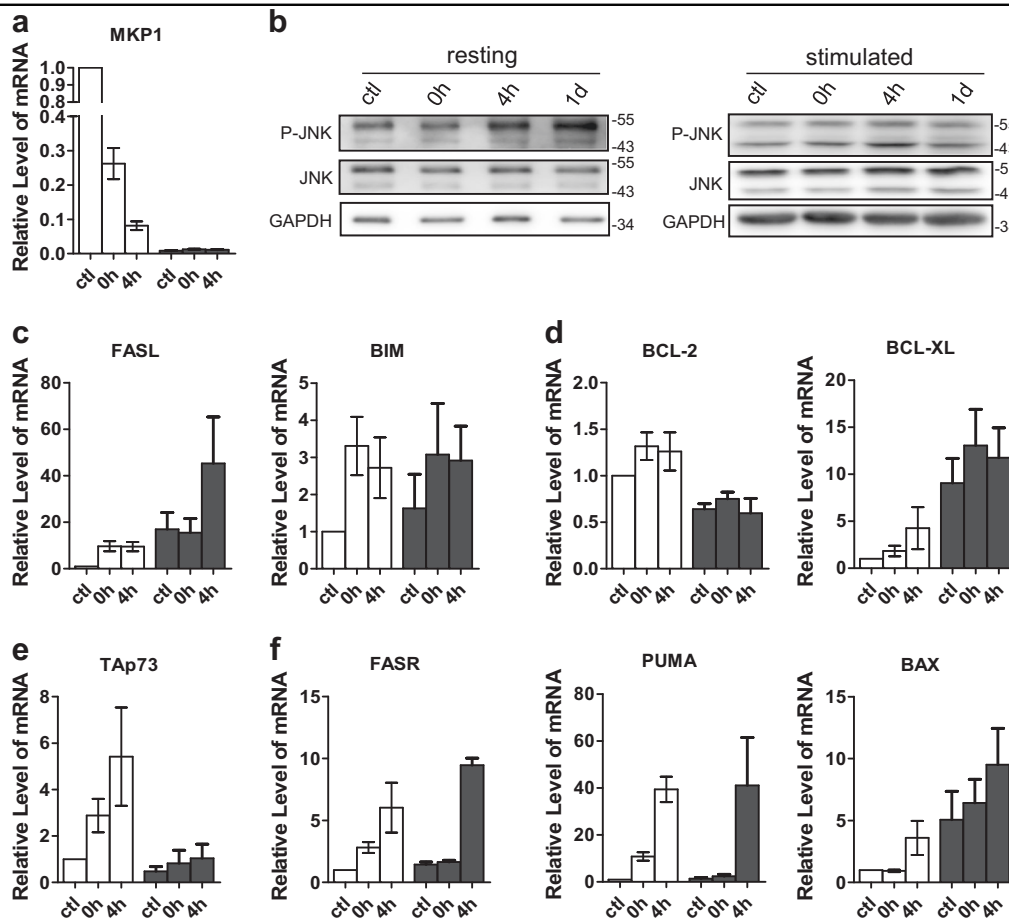 a
MKP1
Relative Level of mRNA
1.0
0.9
0.8
0.4
0.3
0.2
0.1
0.0
ctl 0h 4h ctl 0h 4h
b
resting
ctl 0h 4h 1d
P-JNK
-55
-43
JNK
-55
-43
GAPDH
-34
stimulated
ctl 0h 4h 1d
P-JNK
JNK
GAPDH
c
FASL
Relative Level of mRNA
80
60
40
20
0
ctl 0h 4h ctl 0h 4h
BIM
Relative Level of mRNA
5
4
3
2
1
0
ctl 0h 4h ctl 0h 4h
d
BCL-2
Relative Level of mRNA
2.0
1.5
1.0
0.5
0.0
ctl 0h 4h ctl 0h 4h
BCL-XL
Relative Level of mRNA
20
15
10
5
0
ctl 0h 4h ctl 0h 4h
e
TAp73
Relative Level of mRNA
8
6
4
2
0
ctl 0h 4h ctl 0h 4h
f
FASR
Relative Level of mRNA
15
10
5
0
ctl 0h 4h ctl 0h 4h
PUMA
Relative Level of mRNA
80
60
40
20
0
ctl 0h 4h ctl 0h 4h
BAX
Relative Level of mRNA
15
10
5
0
ctl 0h 4h ctl 0h 4h